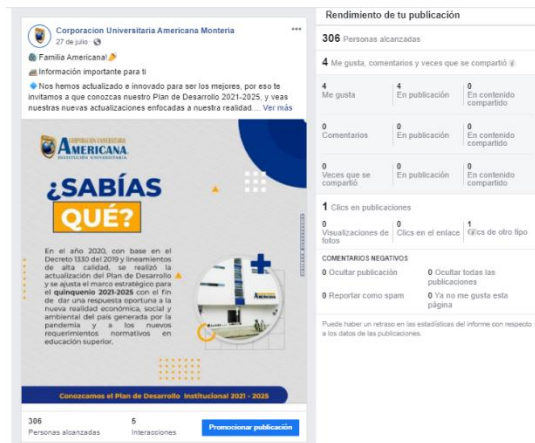 Corporacion Universitaria Americana Monteria
27 de julio
Familia Americana!
Información importante para ti
Nos hemos actualizado e innovado para ser los mejores, por eso te
invitamos a que conozcas nuestro Plan de Desarrollo 2021-2025, y veas
nuestras nuevas actualizaciones enfocadas a nuestra realidad... Ver más
CORPORACIÓN UNIVERSITARIA
AMERICANA
INSTITUCIÓN UNIVERSITARIA
¿SABÍAS
QUÉ?
En el año 2020, con base en el
Decreto 1330 del 2019 y lineamientos
de alta calidad, se realizó la
actualización del Plan de Desarrollo
y se ajusta el marco estratégico para
el quinquenio 2021-2025 con el fin
de dar una respuesta oportuna a la
nueva realidad económica, social y
ambiental del país generada por la
pandemia y a los nuevos
requerimientos normativos en
educación superior.
Conozcamos el Plan de Desarrollo Institucional 2021 - 2025
306
Personas alcanzadas
5
Interacciones
Promocionar publicación
Rendimiento de tu publicación
306 Personas alcanzadas
4 Me gusta, comentarios y veces que se compartió
4
Me gusta
4
En publicación
0
En contenido
compartido
0
Comentarios
0
En publicación
0
En contenido
compartido
0
Veces que se
compartió
0
En publicación
0
En contenido
compartido
1 Clics en publicaciones
0
Visualizaciones de
fotos
0
Clics en el enlace
1
Clics de otro tipo
COMENTARIOS NEGATIVOS
0 Ocultar publicación
0 Ocultar todas las
publicaciones
0 Reportar como spam
0 Ya no me gusta esta
página
Puede haber un retraso en las estadísticas del informe son respecto
a los datos de las publicaciones.